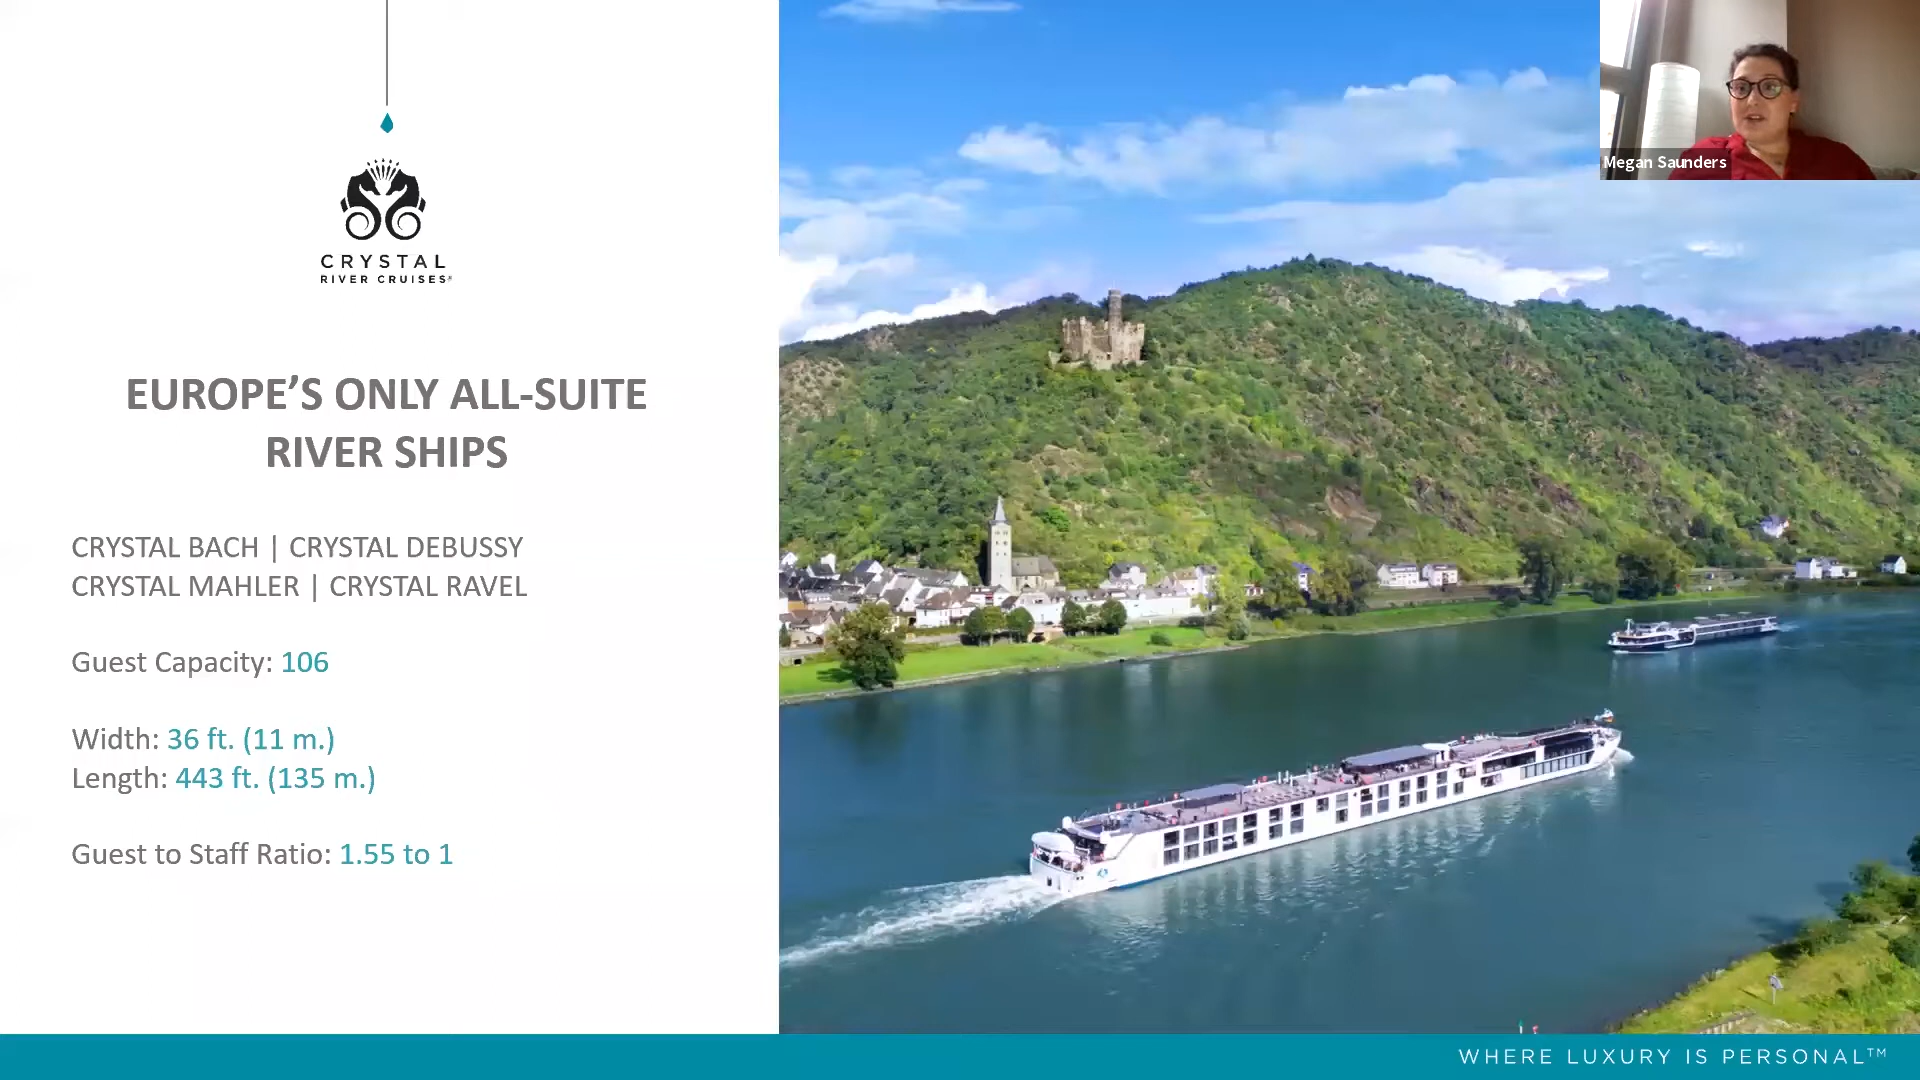 CRYSTAL
RIVER CRUISES®
EUROPE’S ONLY ALL-SUITE
RIVER SHIPS
CRYSTAL BACH | CRYSTAL DEBUSSY
CRYSTAL MAHLER | CRYSTAL RAVEL
Guest Capacity: 106
Width: 36 ft. (11 m.)
Length: 443 ft. (135 m.)
Guest to Staff Ratio: 1.55 to 1
Megan Saunders
WHERE LUXURY IS PERSONAL™